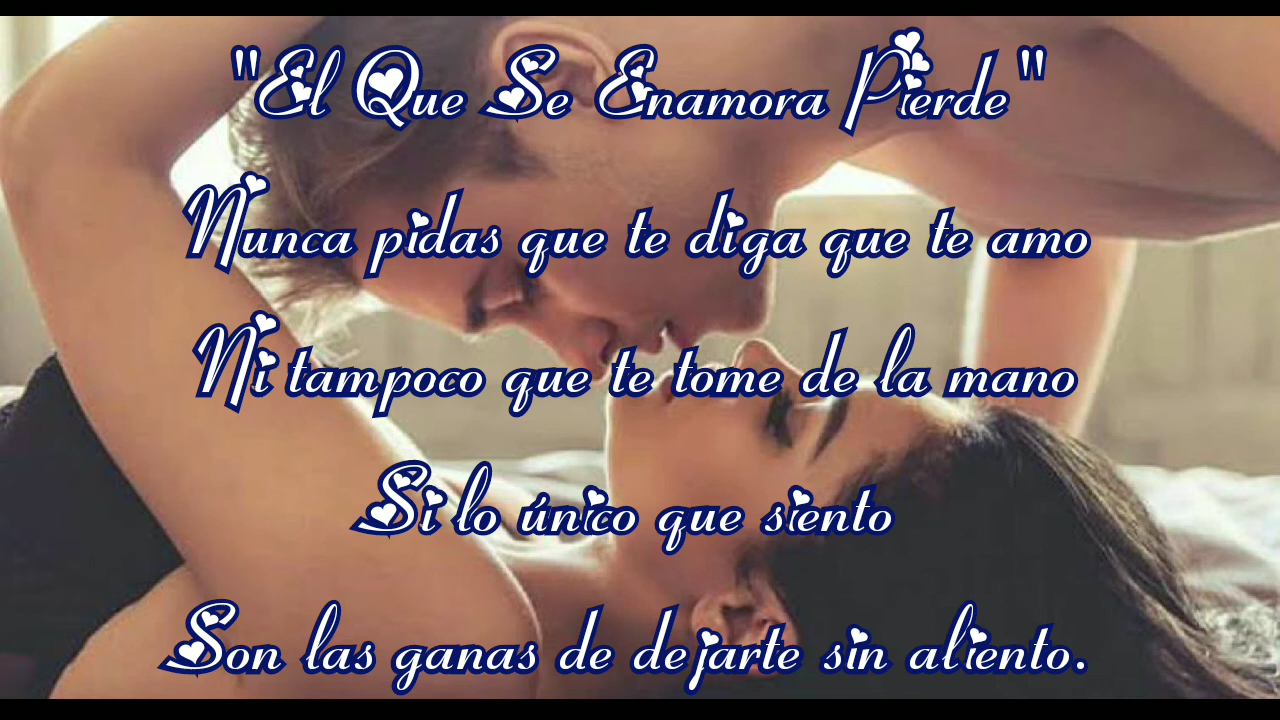 "El Que Se Enamora Pierde"
Nunca pidas que te diga que te amo
Ni tampoco que te tome de la mano
Si lo único que siento
Son las ganas de dejarte sin aliento.